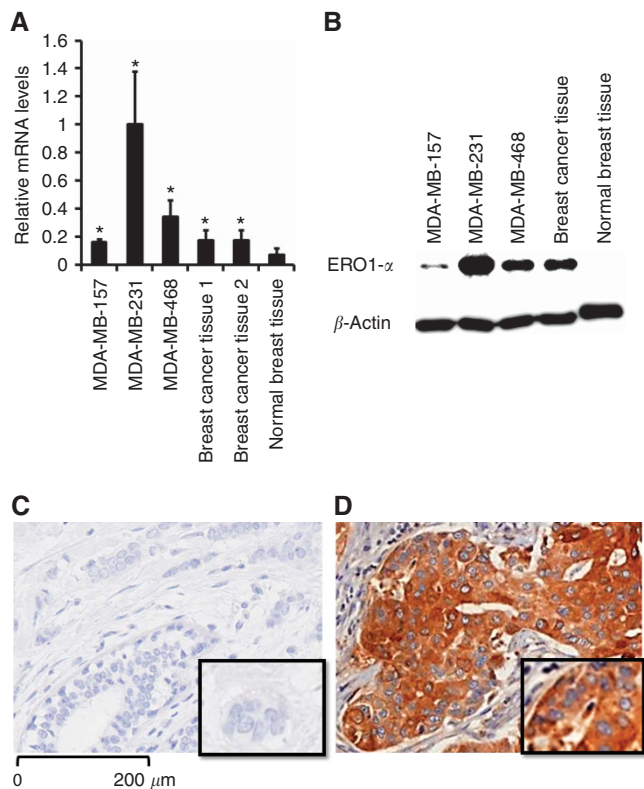 A
Relative mRNA levels
1.6
1.4
1.2
1
0.8
0.6
0.4
0.2
0
*
*
*
*
*
MDA-MB-157
MDA-MB-231
MDA-MB-468
Breast cancer tissue 1
Breast cancer tissue 2
Normal breast tissue
B
MDA-MB-157
MDA-MB-231
MDA-MB-468
Breast cancer tissue
Normal breast tissue
ERO1-α
β-Actin
C
0
200 μm
D